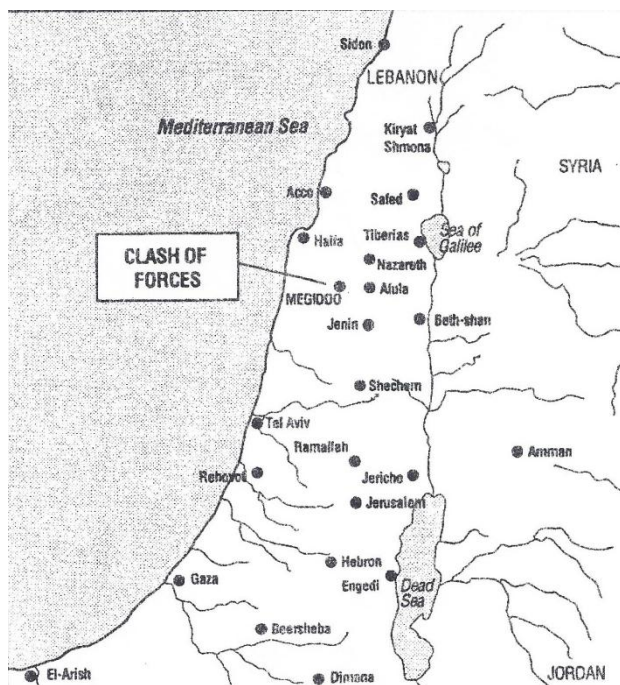 Sidon
LEBANON
Mediterranean Sea
Kiryat
Shmona
SYRIA
Acco
Safed
Haifa
Tiberias
Sea of
Galilee
CLASH OF
FORCES
Nazareth
MEGIDDO
Afula
Jenin
Beth-shan
Shechem
Tel Aviv
Ramallah
Amman
Rehovot
Jericho
Jerusalem
Hebron
Gaza
Engedi
Dead
Sea
Beersheba
El-Arish
Dimana
JORDAN